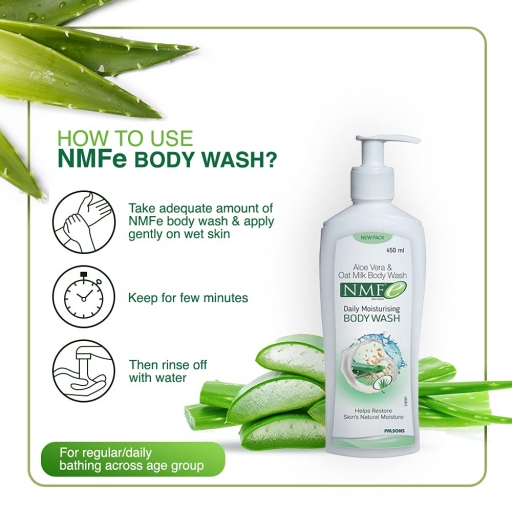 HOW TO USE
NMFe BODY WASH?
Take adequate amount of
NMFe body wash & apply
gently on wet skin
Keep for few minutes
Then rinse off
with water
For regular/daily
bathing across age group
NEW PACK
450 ml
Aloe Vera &
Oat Milk Body Wash
NMFe
Daily Moisturising
BODY WASH
Helps Restore
Skin's Natural Moisture
PALSONS